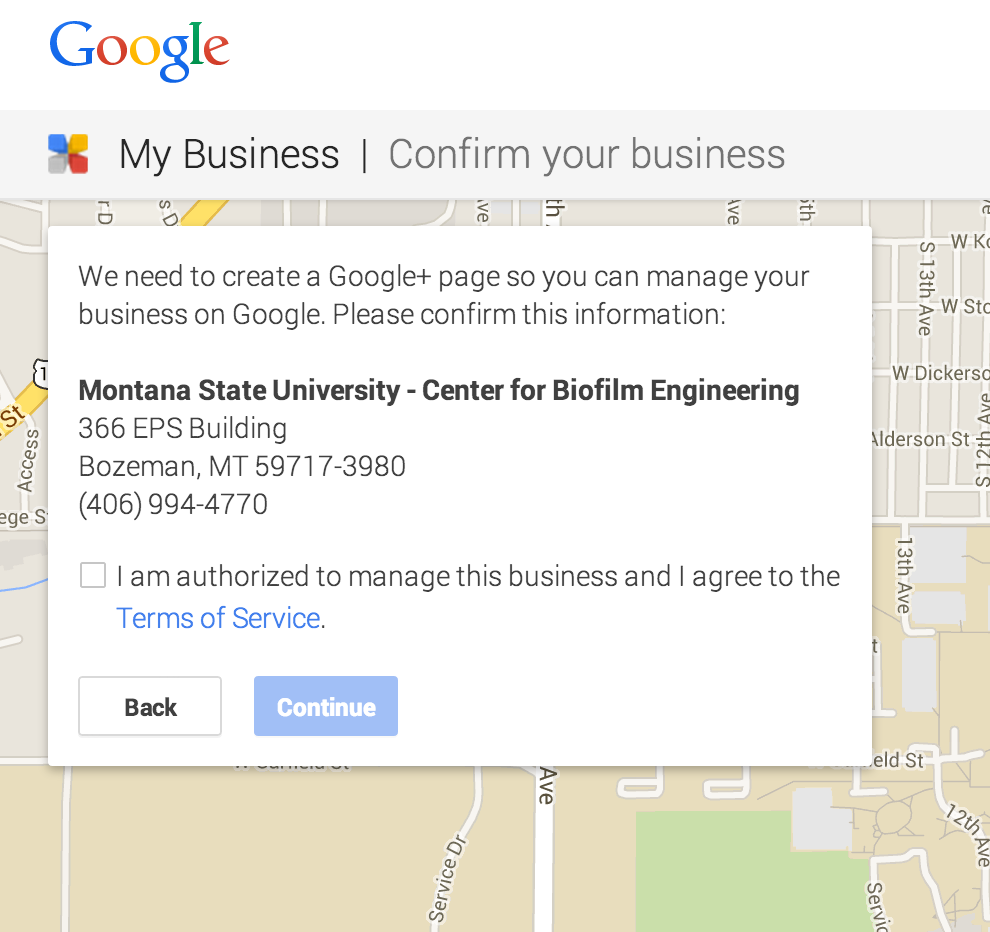 Google
My Business | Confirm your business
We need to create a Google+ page so you can manage your
business on Google. Please confirm this information:
Montana State University - Center for Biofilm Engineering
366 EPS Building
Bozeman, MT 59717-3980
(406) 994-4770
I am authorized to manage this business and I agree to the
Terms of Service.
Back
Continue
S 13th Ave
W Dickerso
Alderson St
S 12th Ave
Access
ege S
St
13th Ave
eld St
Ave
12th Ave
Service Dr
Servic
W Sto
W Ko